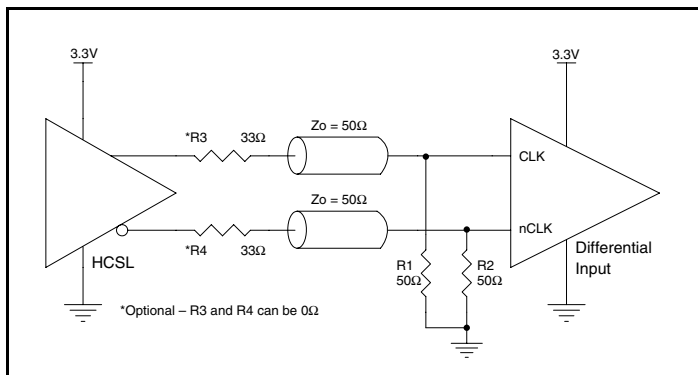 3.3V
3.3V
*R3 33Ω
Zo = 50Ω
CLK
Zo = 50Ω
nCLK
*R4 33Ω
HCSL
R1
50Ω
R2
50Ω
Differential
Input
*Optional – R3 and R4 can be 0Ω